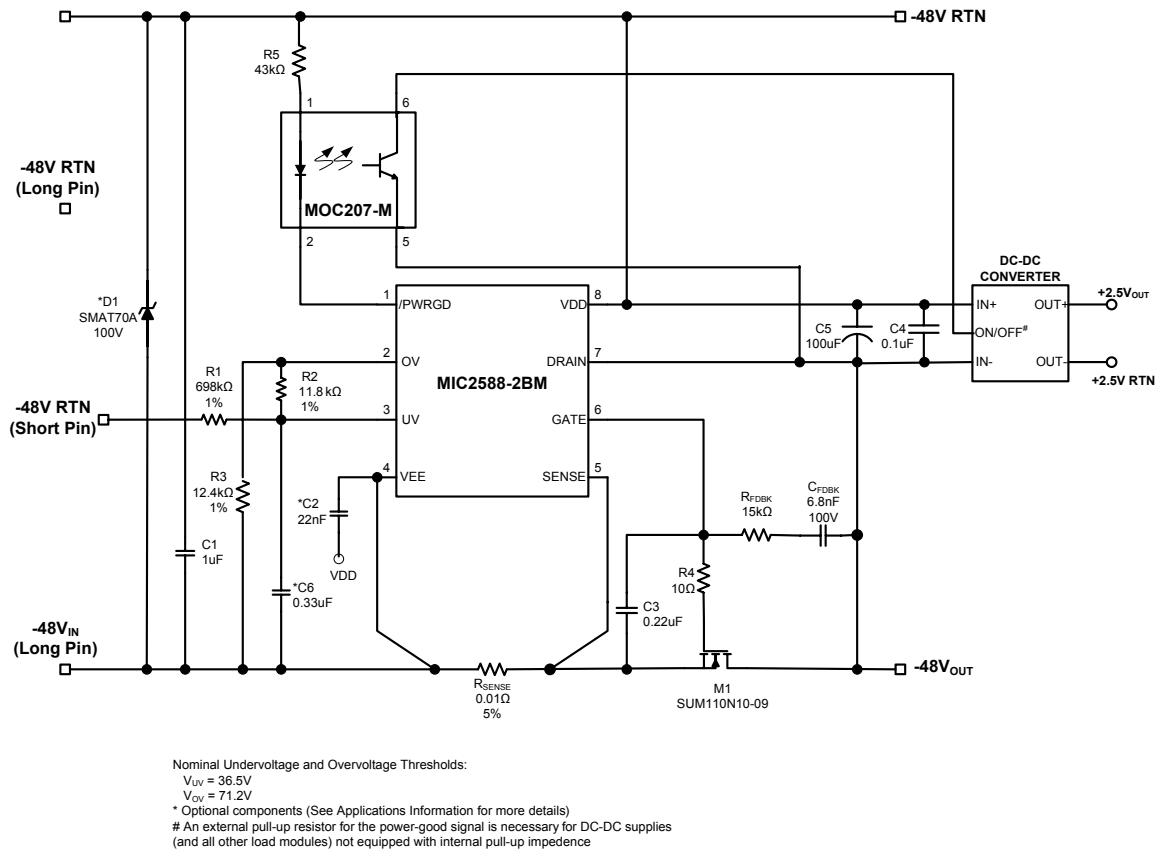 -48V RTN
R5
43kΩ
1
6
-48V RTN
(Long Pin)
MOC207-M
2
5
DC-DC
CONVERTER
*D1
SMAT70A
100V
1
/PWRGD
VDD
8
IN+
OUT+
+2.5VOUT
C5
100uF
C4
0.1uF
ON/OFF#
2
OV
DRAIN
7
IN-
OUT-
+2.5V RTN
R1
698kΩ
1%
R2
11.8kΩ
1%
MIC2588-2BM
-48V RTN
(Short Pin)
3
UV
GATE
6
R3
12.4kΩ
1%
4
VEE
SENSE
5
*C2
22nF
VDD
RFDBK
15kΩ
CFDBK
6.8nF
100V
C1
1uF
*C6
0.33uF
R4
10Ω
C3
0.22uF
-48VIN
(Long Pin)
-48VOUT
RSENSE
0.01Ω
5%
M1
SUM110N10-09
Nominal Undervoltage and Overvoltage Thresholds:
VUV = 36.5V
VOV = 71.2V
* Optional components (See Applications Information for more details)
# An external pull-up resistor for the power-good signal is necessary for DC-DC supplies
(and all other load modules) not equipped with internal pull-up impedence